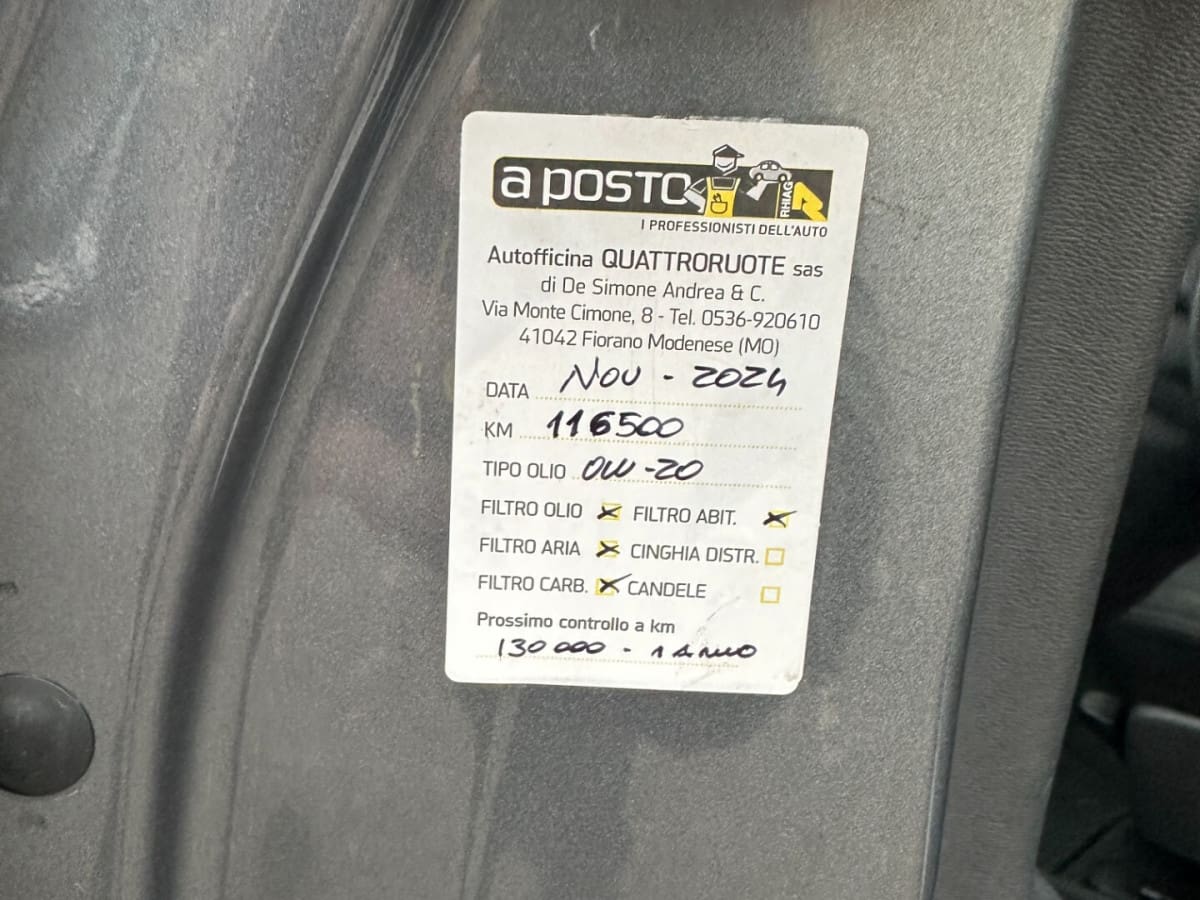 a POSTO
RHIAG
I PROFESSIONISTI DELL'AUTO
Autofficina QUATTRORUOTE sas
di De Simone Andrea & C.
Via Monte Cimone, 8 - Tel. 0536-920610
41042 Fiorano Modenese (MO)
DATA Nov - 2024
KM 116500
TIPO OLIO 0W-20
FILTRO OLIO FILTRO ABIT.
FILTRO ARIA CINGHIA DISTR.
FILTRO CARB. CANDELE
Prossimo controllo a km
130 000 - 1 ANNO